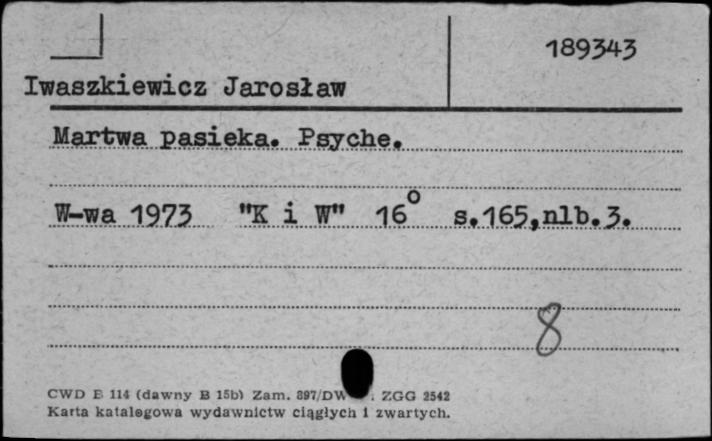 189343
Iwaszkiewicz Jarosław
Martwa pasieka. Psyche.
W-wa 1973 "K i W" 16° s.165,nlb.3.
8
CWD B 114 (dawny B 15b) Zam. 897/DW ZGG 2542
Karta katalogowa wydawnictw ciągłych i zwartych.